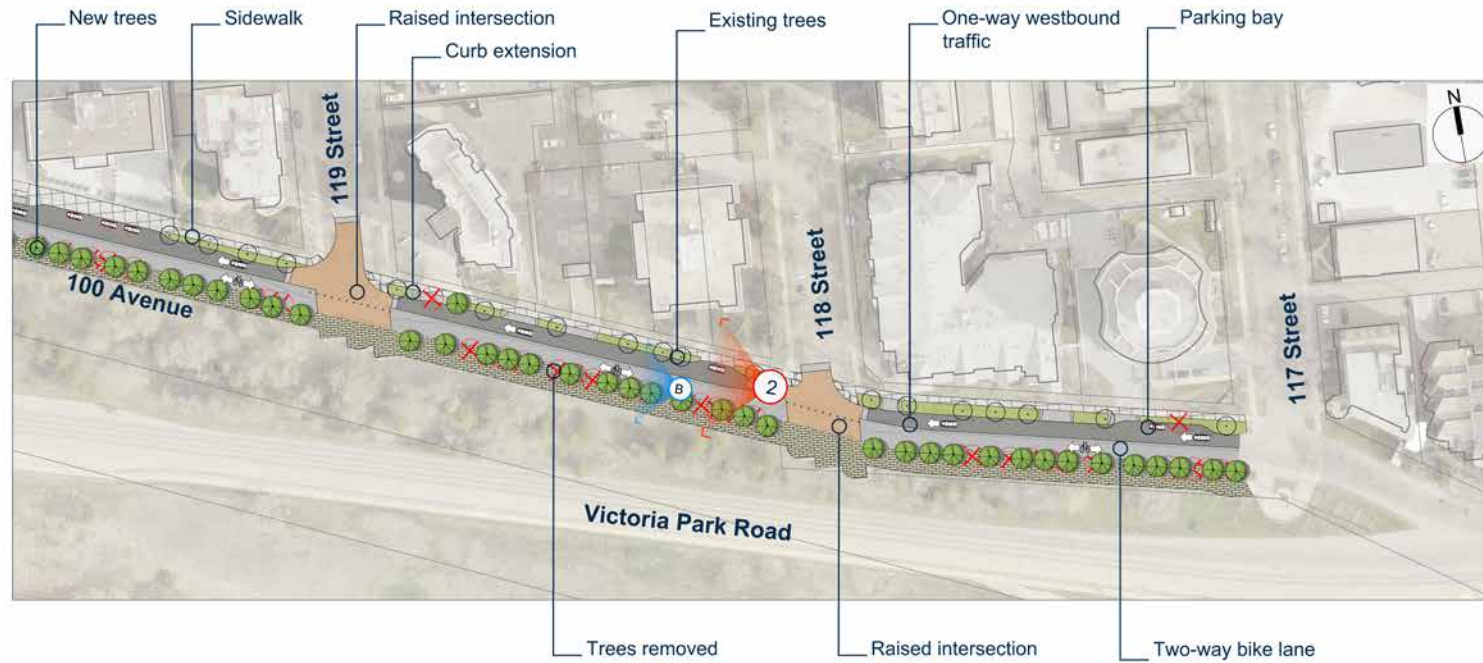 New trees
Sidewalk
Raised intersection
Curb extension
Existing trees
One-way westbound
traffic
Parking bay
N
119 Street
118 Street
117 Street
100 Avenue
B
2
Victoria Park Road
Trees removed
Raised intersection
Two-way bike lane